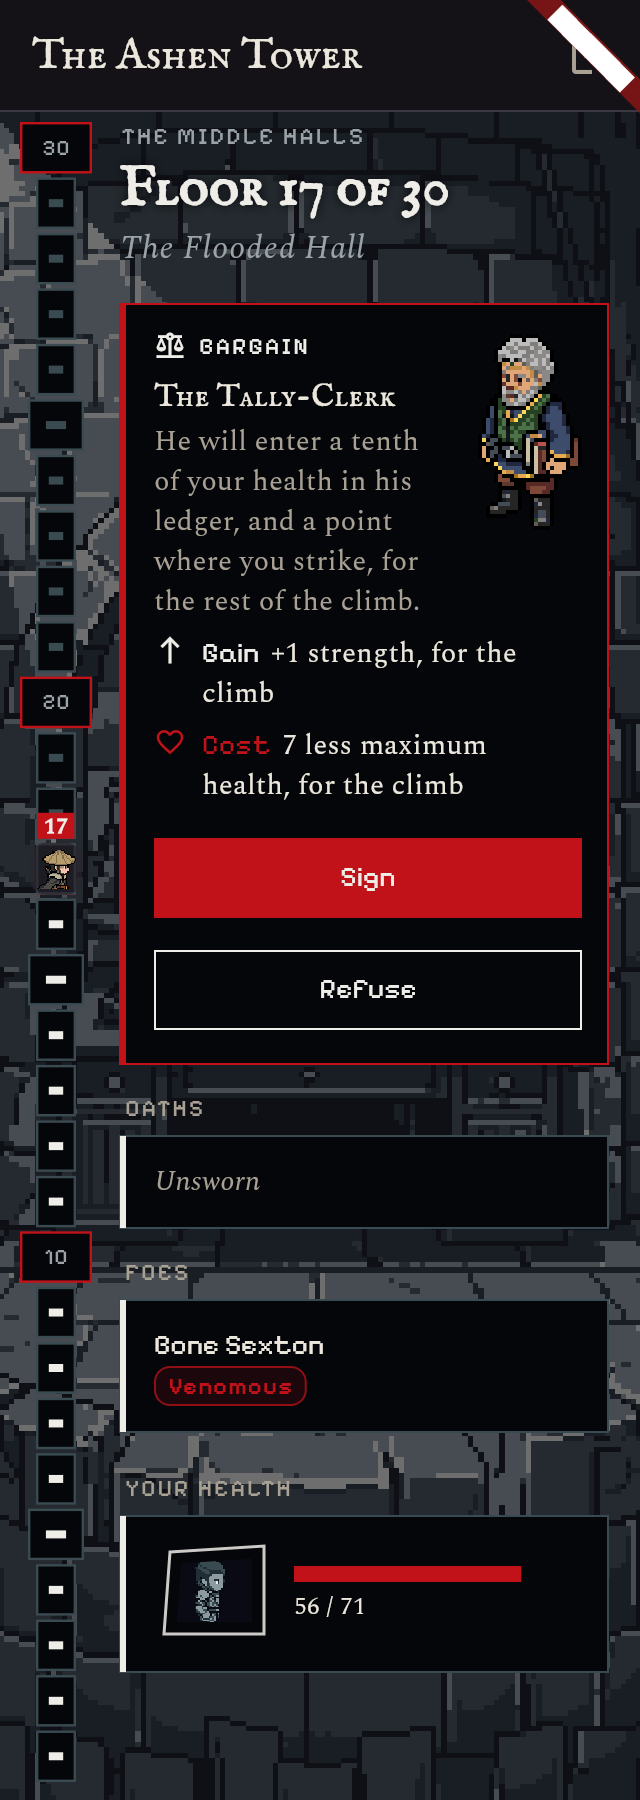 The Ashen Tower
30
THE MIDDLE HALLS
Floor 17 of 30
The Flooded Hall
BARGAIN
The Tally-Clerk
He will enter a tenth
of your health in his
ledger, and a point
where you strike, for
the rest of the climb.
Gain +1 strength, for the
climb
20
Cost 7 less maximum
health, for the climb
17
Sign
Refuse
OATHS
Unsworn
10
FOES
Bone Sexton
Venomous
YOUR HEALTH
56 / 71